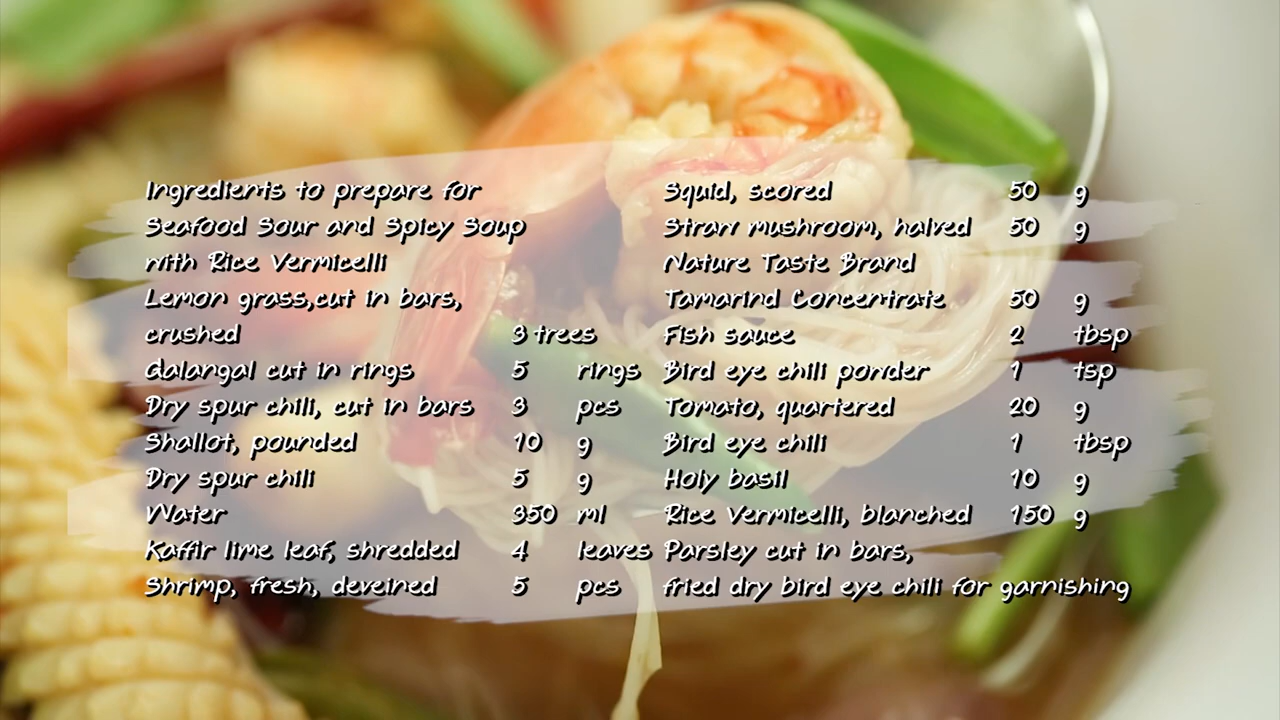 Ingredients to prepare for
Seafood Sour and Spicy Soup
with Rice Vermicelli
Lemon grass,cut in bars,
crushed 3 trees
Galangal cut in rings 5 rings
Dry spur chili, cut in bars 3 pcs
Shallot, pounded 10 g
Dry spur chili 5 g
Water 350 ml
Kaffir lime leaf, shredded 4 leaves
Shrimp, fresh, deveined 5 pcs
Squid, scored 50 g
Straw mushroom, halved 50 g
Nature Taste Brand
Tamarind Concentrate 50 g
Fish sauce 2 tbsp
Bird eye chili ponder 1 tsp
Tomato, quartered 20 g
Bird eye chili 1 tbsp
Holy basil 10 g
Rice Vermicelli, blanched 150 g
Parsley cut in bars,
fried dry bird eye chili for garnishing